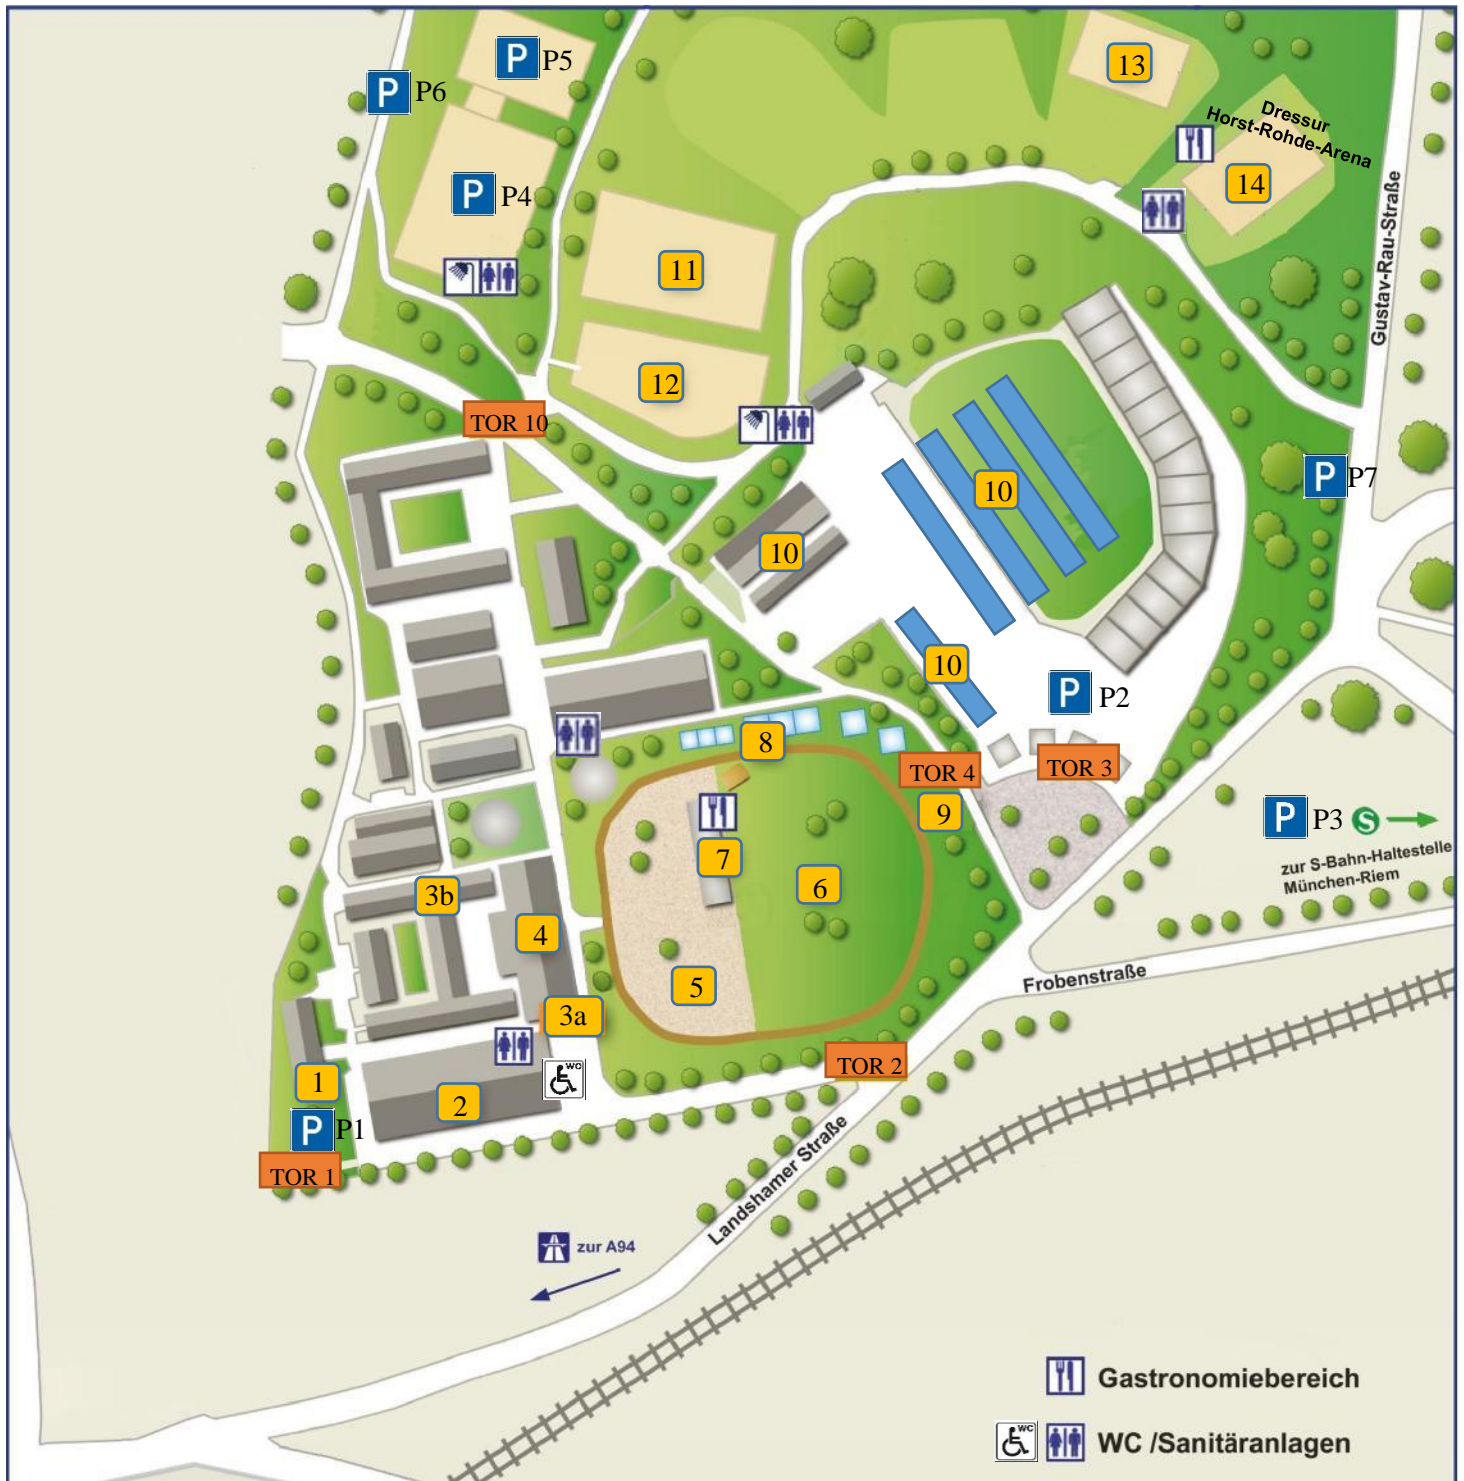 P P5
13
P P6
Dressur
Horst-Rohde-Arena
P P4
14
Gustav-Rau-Straße
11
12
TOR 10
10
P P7
10
10
P P2
8
TOR 4
TOR 3
9
P P3 S
zur S-Bahn-Haltestelle
München-Riem
7
6
3b
4
5
3a
Frobenstraße
WC
TOR 2
1
2
P P1
TOR 1
Landshamer Straße
zur A94
Gastronomiebereich
WC
WC /Sanitäranlagen